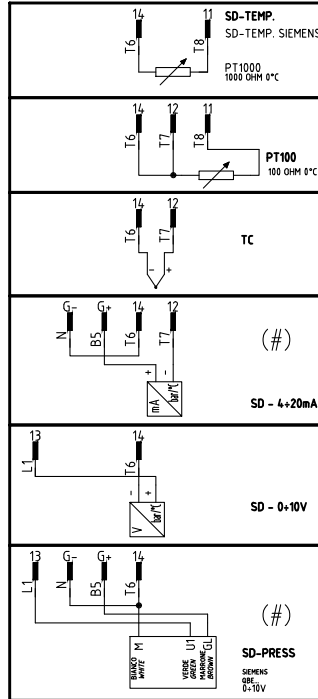 14 11 SD-TEMP.
SD-TEMP. SIEMENS
T6 T8
PT1000
1000 OHM 0°C
14 12 11
T6 T7 T8
PT100
100 OHM 0°C
14 12
T6 T7
TC
- +
G- G+ 14 12
N B5 T6 T7
(#)
+ -
mA bar/°C
SD - 4÷20mA
13 14
L1 T6
- +
V bar/°C
SD - 0÷10V
13 G- G+ 14
L1 N B5 T6
(#)
M U1 GL
BIANCO
WHITE
VERDE
GREEN
MARRONE
BROWN
SD-PRESS
SIEMENS
QBE..
0÷10V